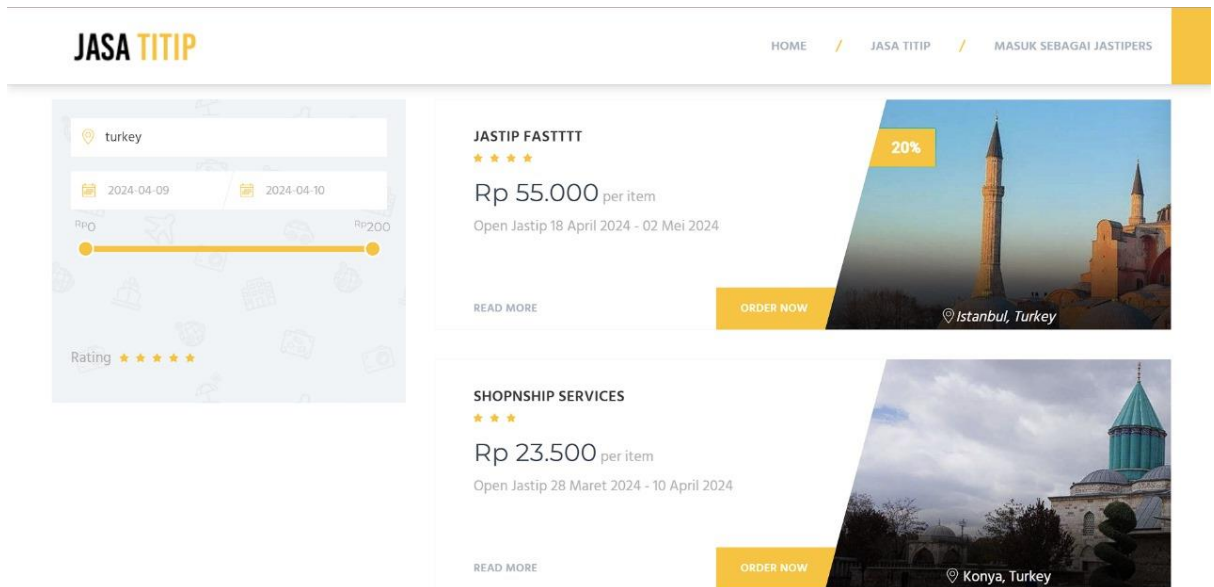 JASA TITIP
HOME / JASA TITIP / MASUK SEBAGAI JASTIPERS
turkey
2024-04-09 2024-04-10
RP0 RP200
Rating
JASTIP FASTTTT
Rp 55.000 per item
Open Jastip 18 April 2024 - 02 Mei 2024
READ MORE
ORDER NOW
20%
Istanbul, Turkey
SHOPNSHIP SERVICES
Rp 23.500 per item
Open Jastip 28 Maret 2024 - 10 April 2024
READ MORE
ORDER NOW
Konya, Turkey